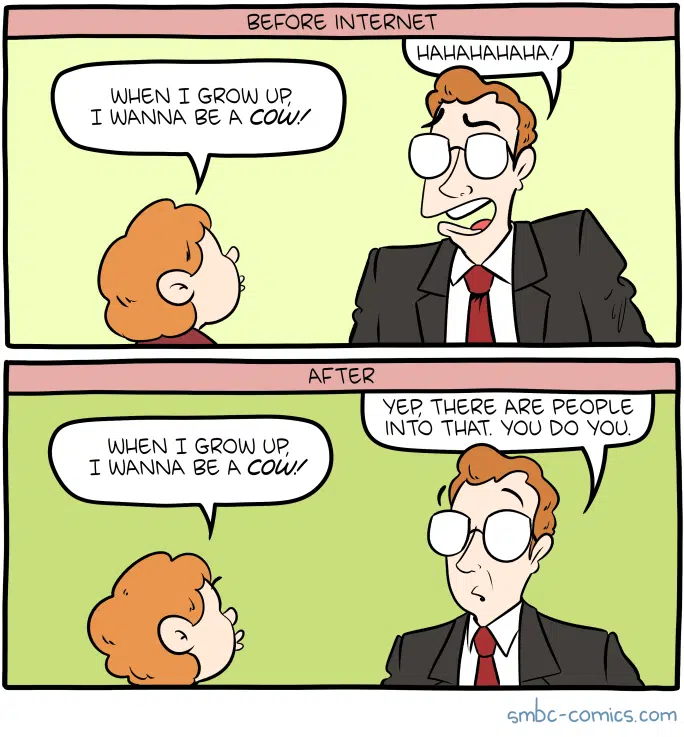 BEFORE INTERNET
HAHAHAHAHA!
WHEN I GROW UP,
I WANNA BE A COW!
AFTER
YEP, THERE ARE PEOPLE
INTO THAT. YOU DO YOU.
WHEN I GROW UP,
I WANNA BE A COW!
smbc-comics.com